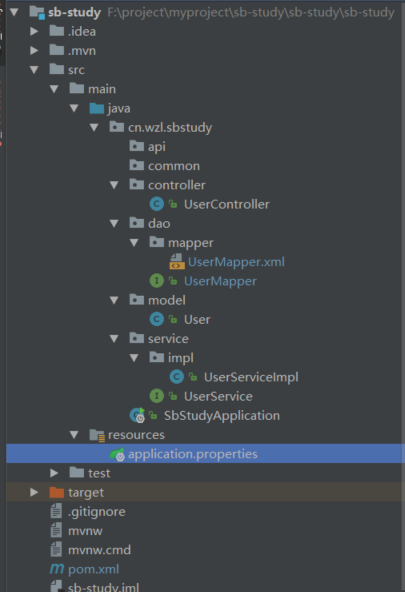 sb-study F:\project\myproject\sb-study\sb-study\sb-study
.idea
.mvn
src
main
java
cn.wzl.sbstudy
api
common
controller
UserController
dao
mapper
UserMapper.xml
UserMapper
model
User
service
impl
UserServiceImpl
UserService
SbStudyApplication
resources
application.properties
test
target
.gitignore
mvnw
mvnw.cmd
pom.xml
sb-study.iml